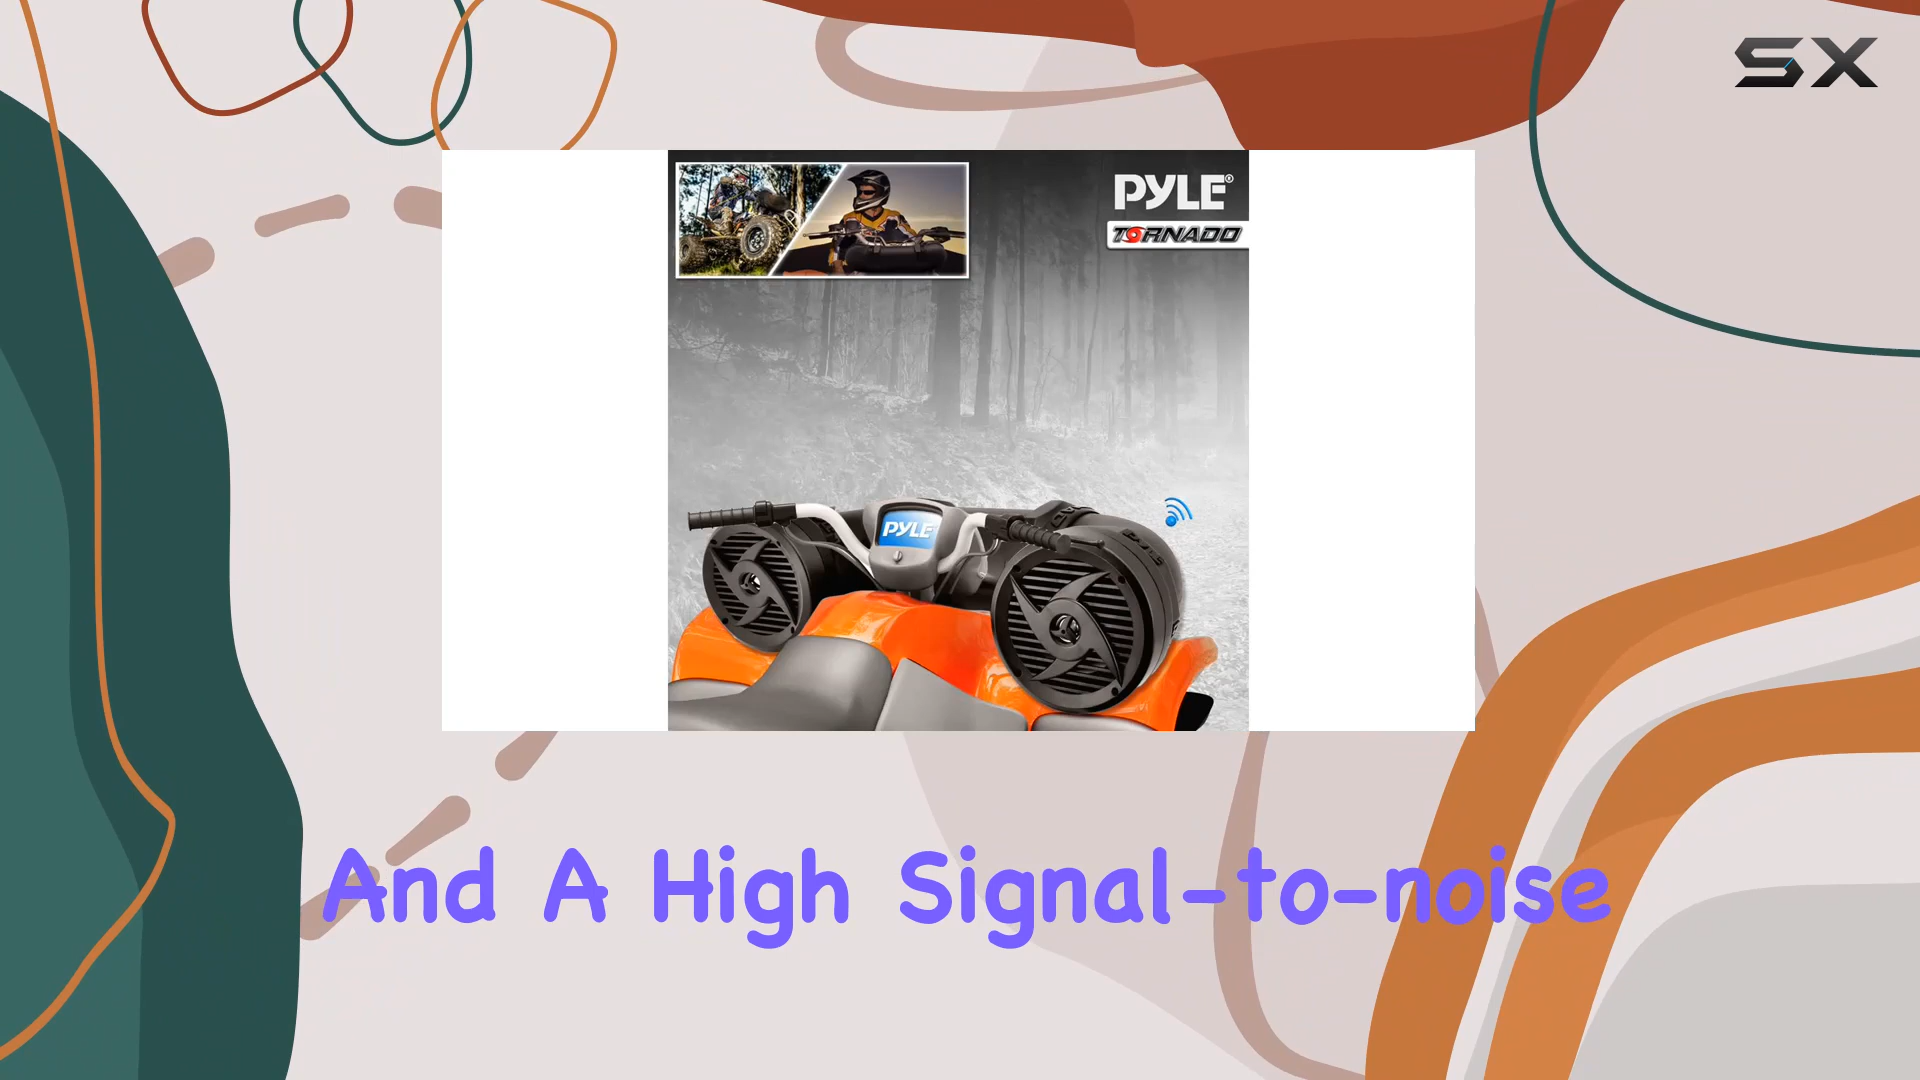 SX
PYLE®
TORNADO
PYLE
And A High Signal-to-noise